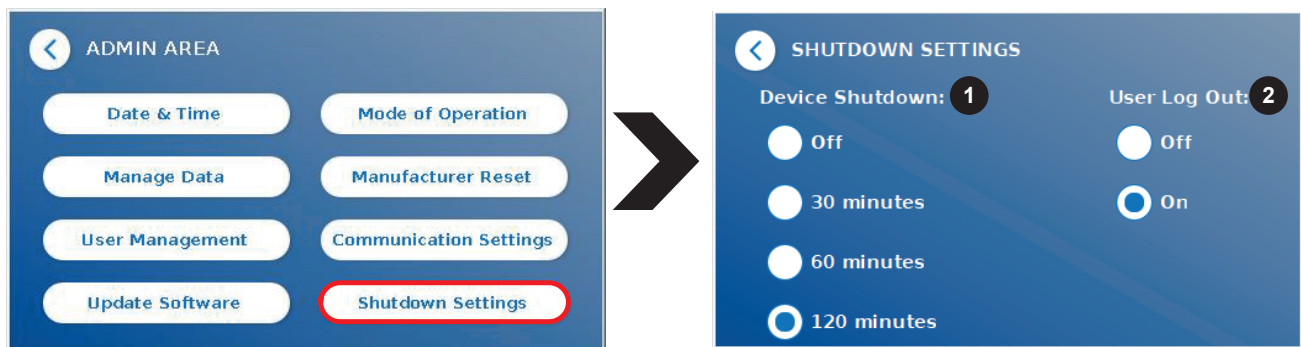 ADMIN AREA
Date & Time
Mode of Operation
Manage Data
Manufacturer Reset
User Management
Communication Settings
Update Software
Shutdown Settings
SHUTDOWN SETTINGS
Device Shutdown: 1
Off
30 minutes
60 minutes
120 minutes
User Log Out: 2
Off
On